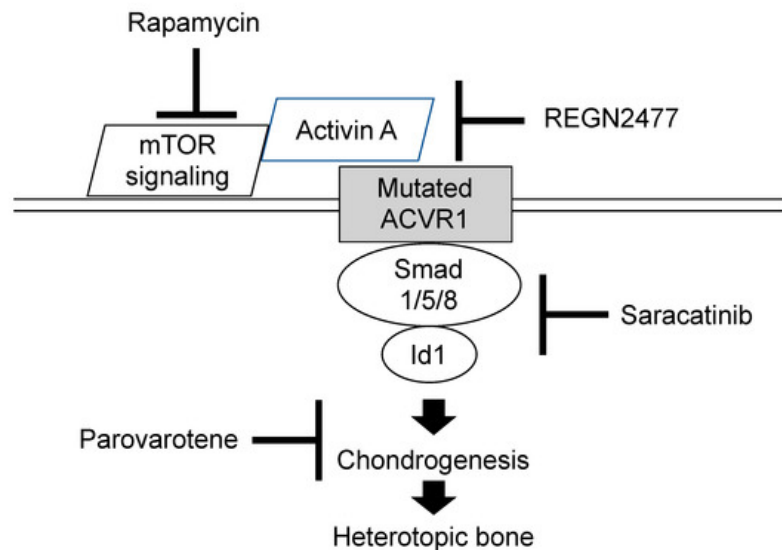 Rapamycin
Activin A
REGN2477
mTOR
signaling
Mutated
ACVR1
Smad
1/5/8
Saracatinib
Id1
Parovarotene
Chondrogenesis
Heterotopic bone